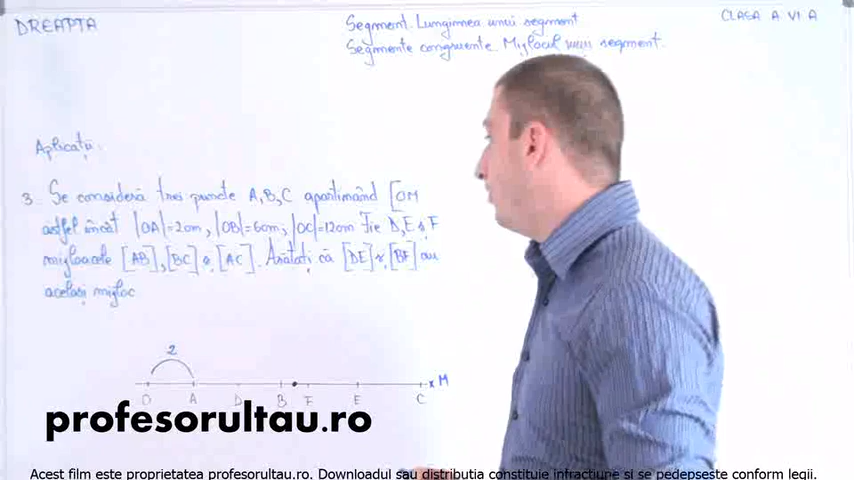 DREAPTA
Segment. Lungimea unui segment
CLASA A VI A
Segmente congruente. Mijlocul unui segment.
Aplicații.
3. Se consideră trei puncte A,B,C aparținând [OM
astfel încât |OA|=2cm, |OB|=6cm, |OC|=12cm Fie D,E și F
mijloacele [AB],[BC] și [AC]. Arătați că [DE] și [BF] au
același mijloc
2
M
O A D B F E C
profesorultau.ro
Acest film este proprietatea profesorultau.ro. Downloadul sau distributia constituie infractiune si se pedepseste conform legii.